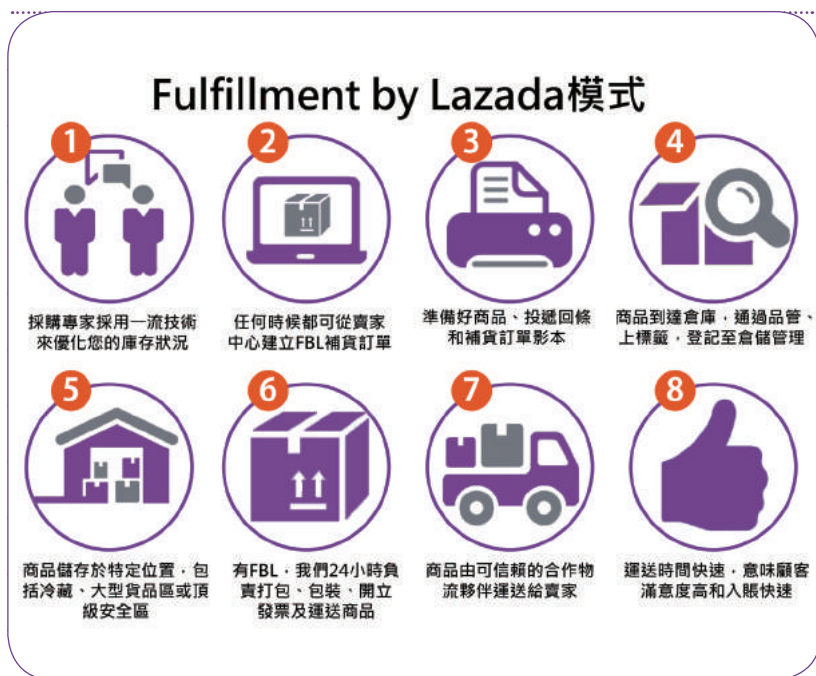 Fulfillment by Lazada模式
1
採購專家採用一流技術
來優化您的庫存狀況
2
任何時候都可從賣家
中心建立FBL補貨訂單
3
準備好商品、投遞回條
和補貨訂單影本
4
商品到達倉庫，通過品管、
上標籤，登記至倉儲管理
5
商品儲存於特定位置，包
括冷藏、大型貨品區或頂
級安全區
6
有FBL，我們24小時負
責打包、包裝、開立
發票及運送商品
7
商品由可信賴的合作物
流夥伴運送給賣家
8
運送時間快速，意味顧客
滿意度高和入賬快速